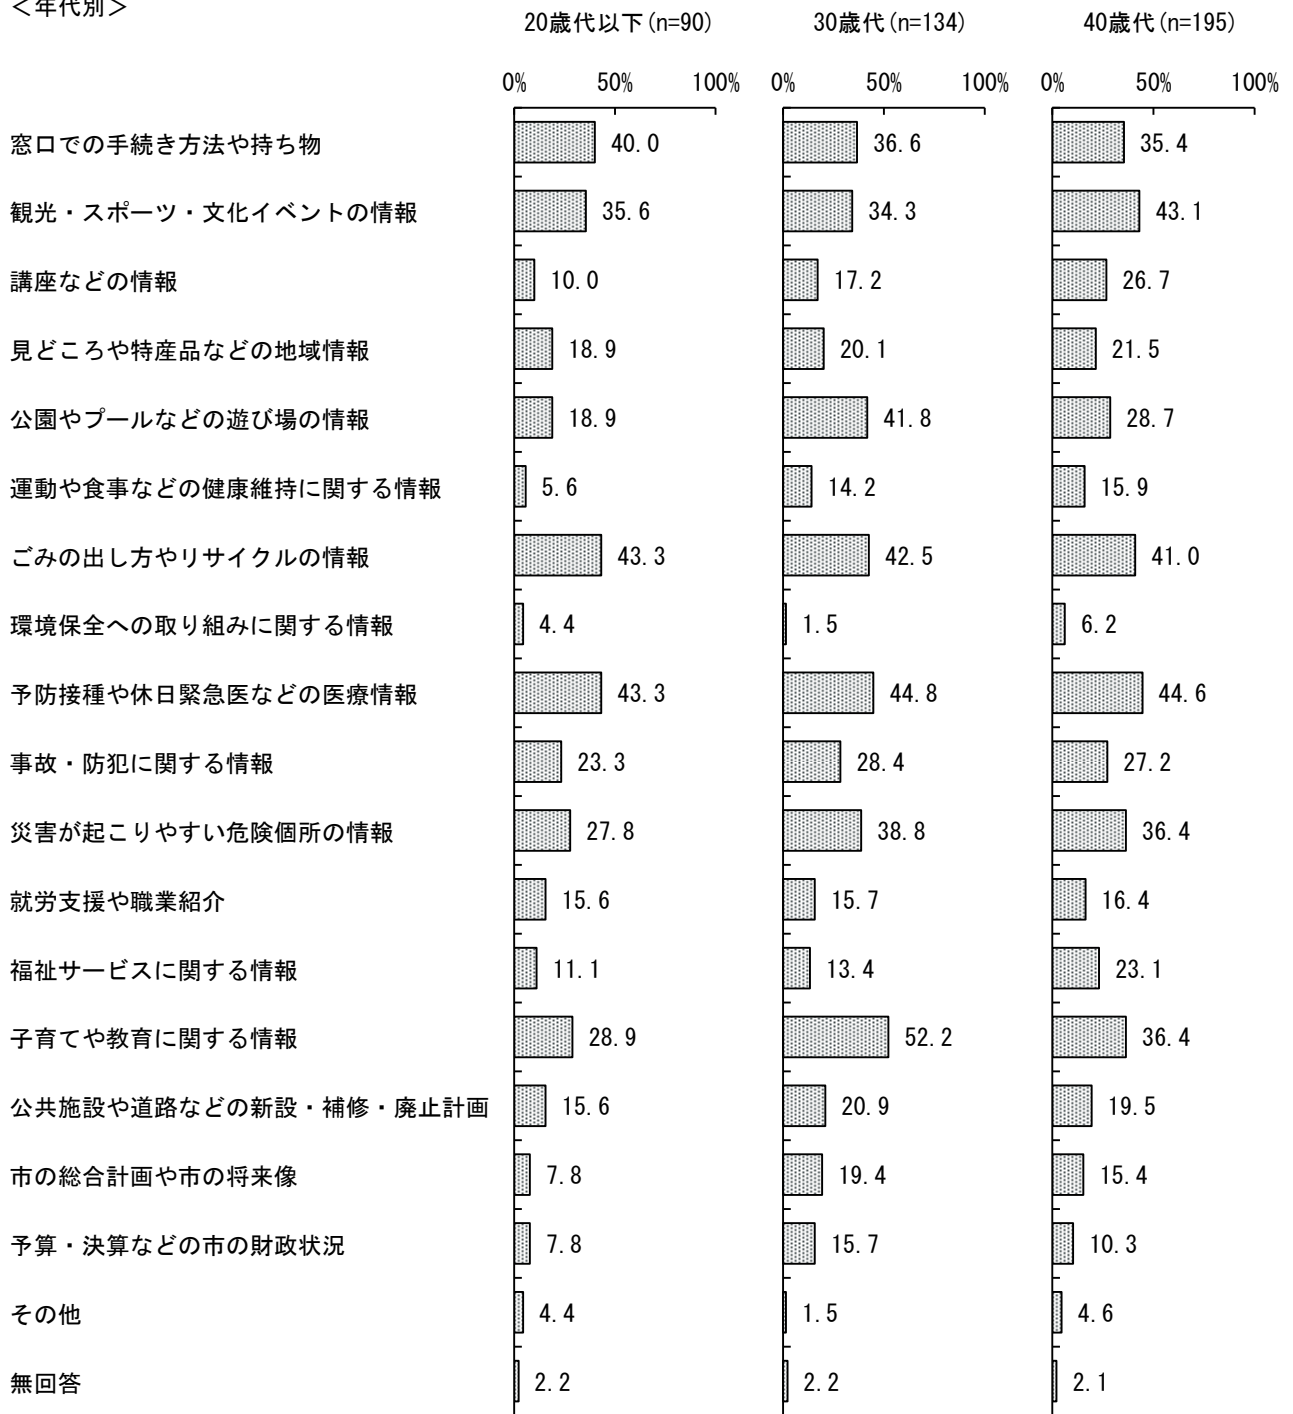 ＜年代別＞
20歳代以下(n=90) 30歳代(n=134) 40歳代(n=195)
0% 50% 100% 0% 50% 100% 0% 50% 100%
窓口での手続き方法や持ち物 40.0 36.6 35.4
観光・スポーツ・文化イベントの情報 35.6 34.3 43.1
講座などの情報 10.0 17.2 26.7
見どころや特産品などの地域情報 18.9 20.1 21.5
公園やプールなどの遊び場の情報 18.9 41.8 28.7
運動や食事などの健康維持に関する情報 5.6 14.2 15.9
ごみの出し方やリサイクルの情報 43.3 42.5 41.0
環境保全への取り組みに関する情報 4.4 1.5 6.2
予防接種や休日緊急医などの医療情報 43.3 44.8 44.6
事故・防犯に関する情報 23.3 28.4 27.2
災害が起こりやすい危険個所の情報 27.8 38.8 36.4
就労支援や職業紹介 15.6 15.7 16.4
福祉サービスに関する情報 11.1 13.4 23.1
子育てや教育に関する情報 28.9 52.2 36.4
公共施設や道路などの新設・補修・廃止計画 15.6 20.9 19.5
市の総合計画や市の将来像 7.8 19.4 15.4
予算・決算などの市の財政状況 7.8 15.7 10.3
その他 4.4 1.5 4.6
無回答 2.2 2.2 2.1